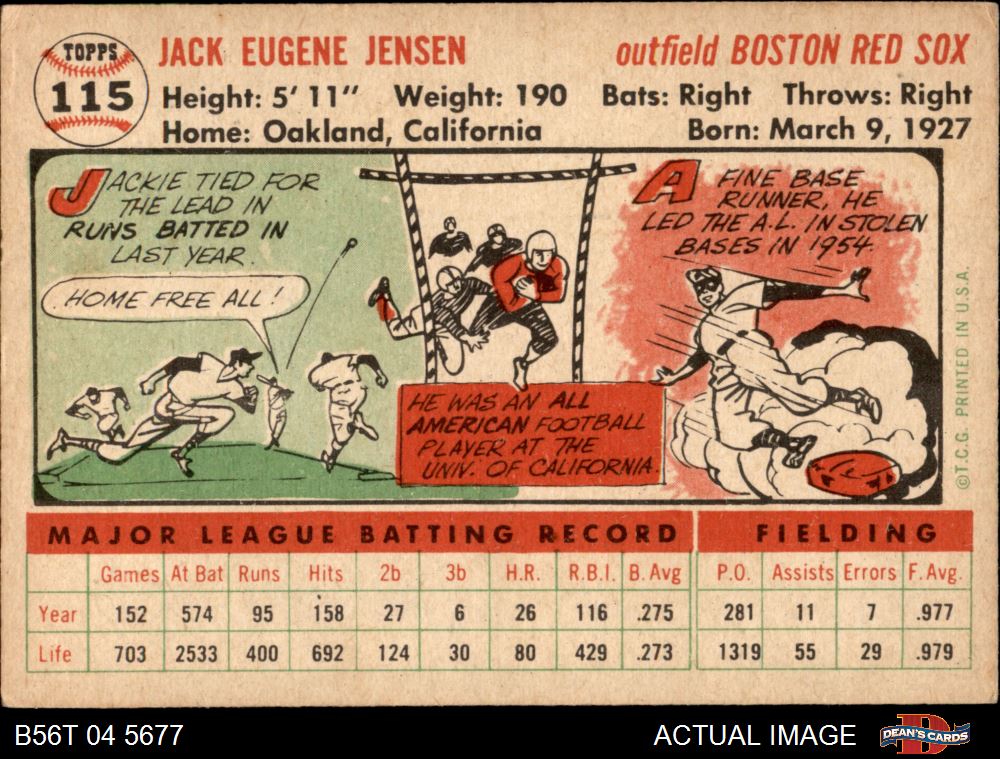 TOPPS
115
JACK EUGENE JENSEN
outfield BOSTON RED SOX
Height: 5' 11" Weight: 190 Bats: Right Throws: Right
Home: Oakland, California Born: March 9, 1927
JACKIE TIED FOR
THE LEAD IN
RUNS BATTED IN
LAST YEAR.
HOME FREE ALL!
HE WAS AN ALL
AMERICAN FOOTBALL
PLAYER AT THE
UNIV. OF CALIFORNIA.
A FINE BASE
RUNNER, HE
LED THE A.L. IN STOLEN
BASES IN 1954.
© T.C.G. PRINTED IN U.S.A.
MAJOR LEAGUE BATTING RECORD FIELDING
Games At Bat Runs Hits 2b 3b H.R. R.B.I. B. Avg P.O. Assists Errors F. Avg.
Year 152 574 95 158 27 6 26 116 .275 281 11 7 .977
Life 703 2533 400 692 124 30 80 429 .273 1319 55 29 .979
B56T 04 5677 ACTUAL IMAGE DEAN'S CARDS